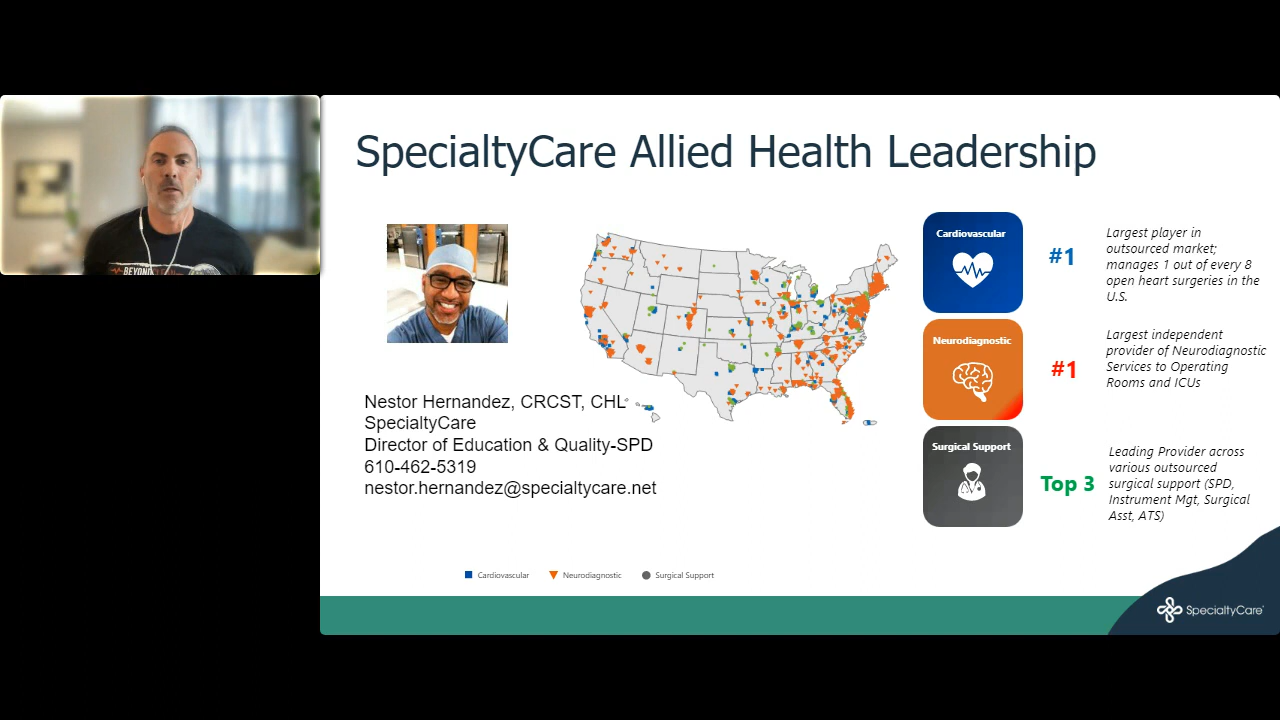 SpecialtyCare Allied Health Leadership
BEYOND
Nestor Hernandez, CRCST, CHL
SpecialtyCare
Director of Education & Quality-SPD
610-462-5319
nestor.hernandez@specialtycare.net
Cardiovascular
#1
Largest player in
outsourced market;
manages 1 out of every 8
open heart surgeries in the
U.S.
Neurodiagnostic
#1
Largest independent
provider of Neurodiagnostic
Services to Operating
Rooms and ICUs
Surgical Support
Top 3
Leading Provider across
various outsourced
surgical support (SPD,
Instrument Mgt, Surgical
Asst, ATS)
Cardiovascular Neurodiagnostic Surgical Support
SpecialtyCare